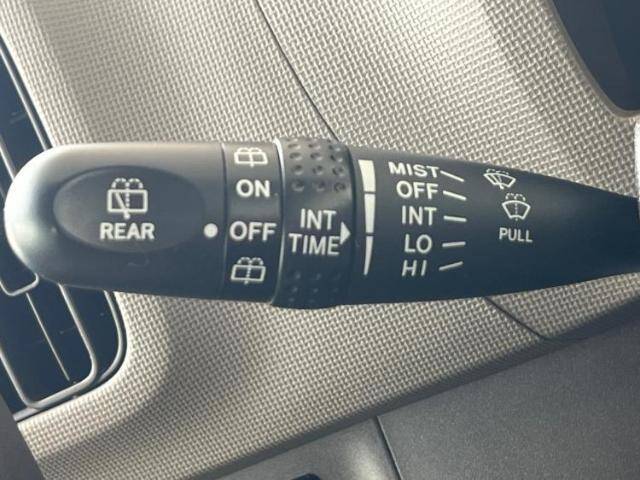 REAR
ON
OFF
INT
TIME
MIST
OFF
INT
LO
HI
PULL